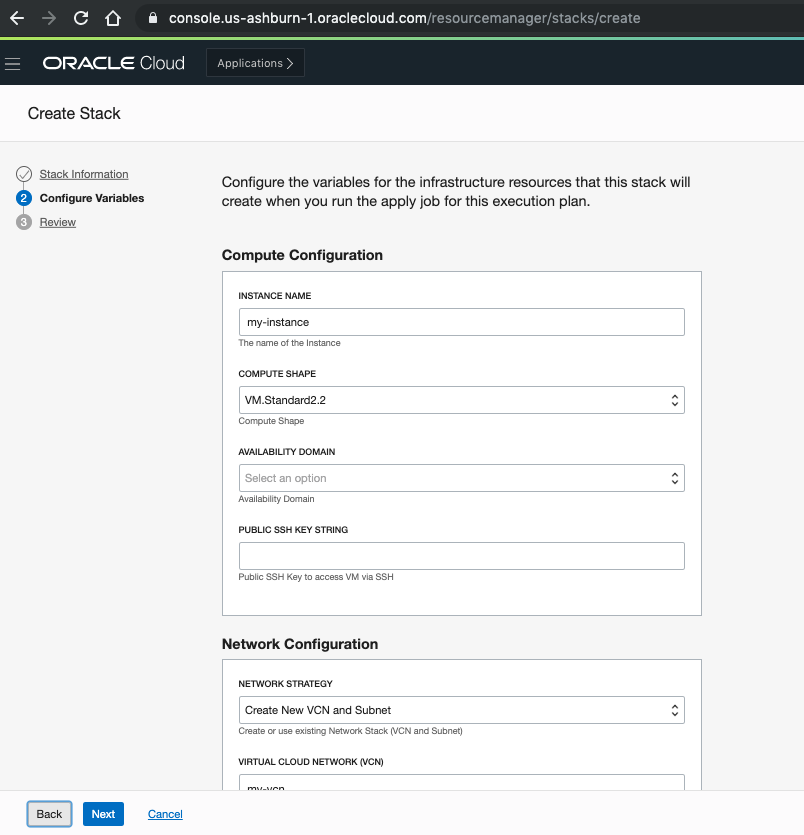 console.us-ashburn-1.oraclecloud.com/resourcemanager/stacks/create
ORACLE Cloud
Applications
Create Stack
Stack Information
2 Configure Variables
3 Review
Configure the variables for the infrastructure resources that this stack will
create when you run the apply job for this execution plan.
Compute Configuration
INSTANCE NAME
my-instance
The name of the Instance
COMPUTE SHAPE
VM.Standard2.2
Compute Shape
AVAILABILITY DOMAIN
Select an option
Availability Domain
PUBLIC SSH KEY STRING
Public SSH Key to access VM via SSH
Network Configuration
NETWORK STRATEGY
Create New VCN and Subnet
Create or use existing Network Stack (VCN and Subnet)
VIRTUAL CLOUD NETWORK (VCN)
my-vcn
Back
Next
Cancel